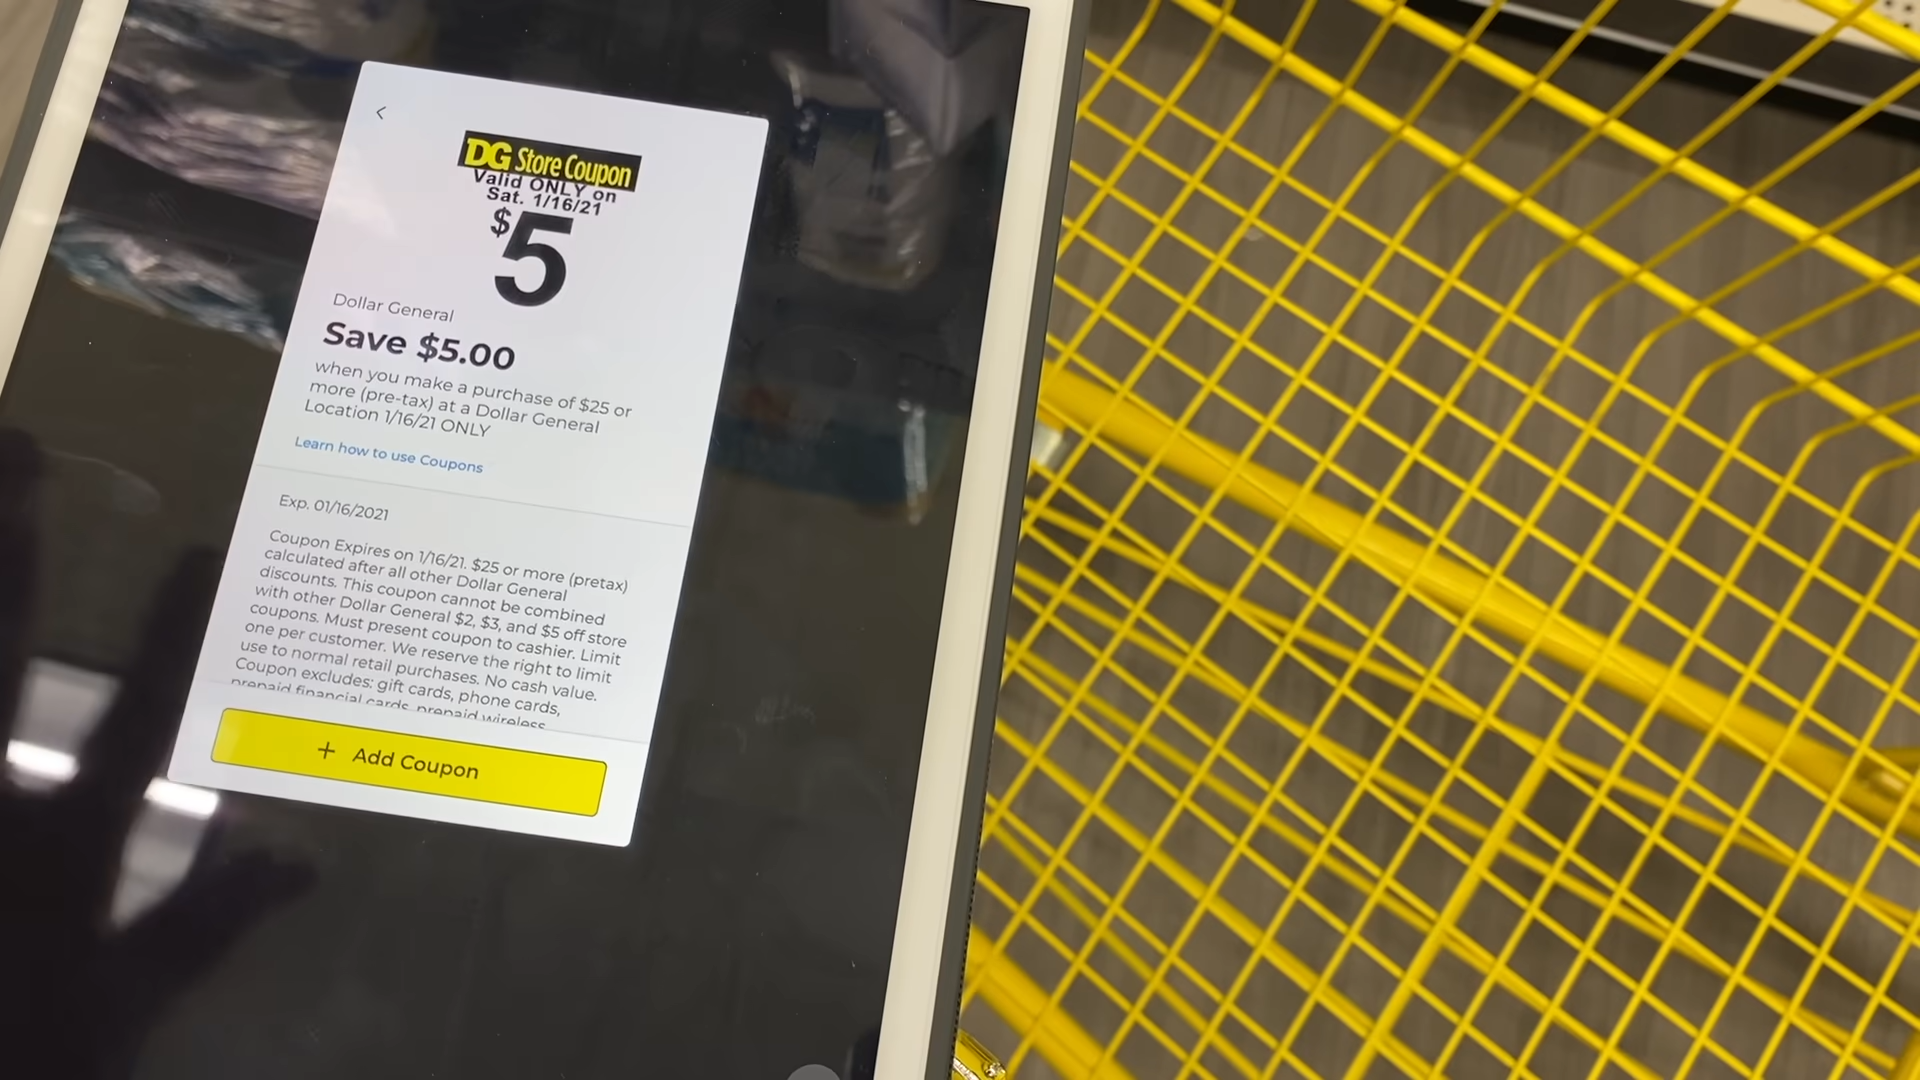 DG Store Coupon
Valid ONLY on
Sat. 1/16/21
$5
Dollar General
Save $5.00
when you make a purchase of $25 or
more (pre-tax) at a Dollar General
Location 1/16/21 ONLY
Learn how to use Coupons
Exp. 01/16/2021
Coupon Expires on 1/16/21. $25 or more (pretax)
calculated after all other Dollar General
discounts. This coupon cannot be combined
with other Dollar General $2, $3, and $5 off store
coupons. Must present coupon to cashier. Limit
one per customer. We reserve the right to limit
use to normal retail purchases. No cash value.
Coupon excludes: gift cards, phone cards,
prepaid financial cards, prepaid wireless
+ Add Coupon